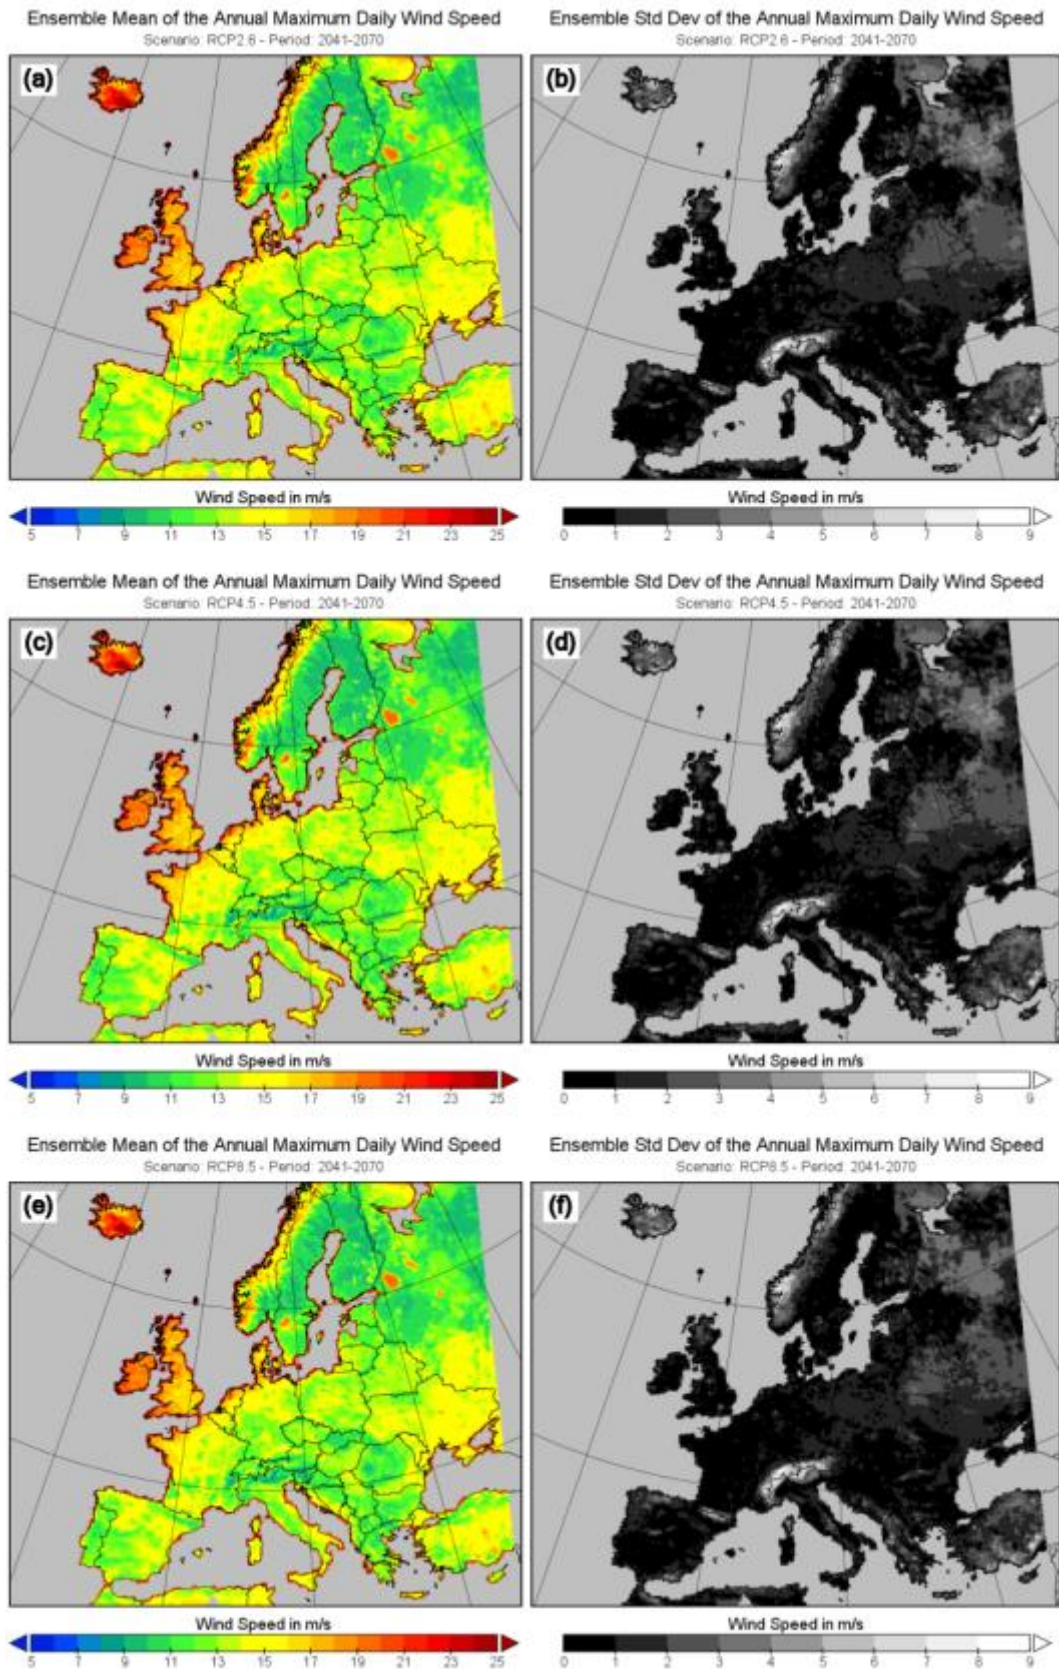 Ensemble Mean of the Annual Maximum Daily Wind Speed
Scenario: RCP2.6 - Period: 2041-2070
(a)
Wind Speed in m/s
5 7 9 11 13 15 17 19 21 23 25
Ensemble Std Dev of the Annual Maximum Daily Wind Speed
Scenario: RCP2.6 - Period: 2041-2070
(b)
Wind Speed in m/s
0 1 2 3 4 5 6 7 8 9
Ensemble Mean of the Annual Maximum Daily Wind Speed
Scenario: RCP4.5 - Period: 2041-2070
(c)
Wind Speed in m/s
5 7 9 11 13 15 17 19 21 23 25
Ensemble Std Dev of the Annual Maximum Daily Wind Speed
Scenario: RCP4.5 - Period: 2041-2070
(d)
Wind Speed in m/s
0 1 2 3 4 5 6 7 8 9
Ensemble Mean of the Annual Maximum Daily Wind Speed
Scenario: RCP8.5 - Period: 2041-2070
(e)
Wind Speed in m/s
5 7 9 11 13 15 17 19 21 23 25
Ensemble Std Dev of the Annual Maximum Daily Wind Speed
Scenario: RCP8.5 - Period: 2041-2070
(f)
Wind Speed in m/s
0 1 2 3 4 5 6 7 8 9